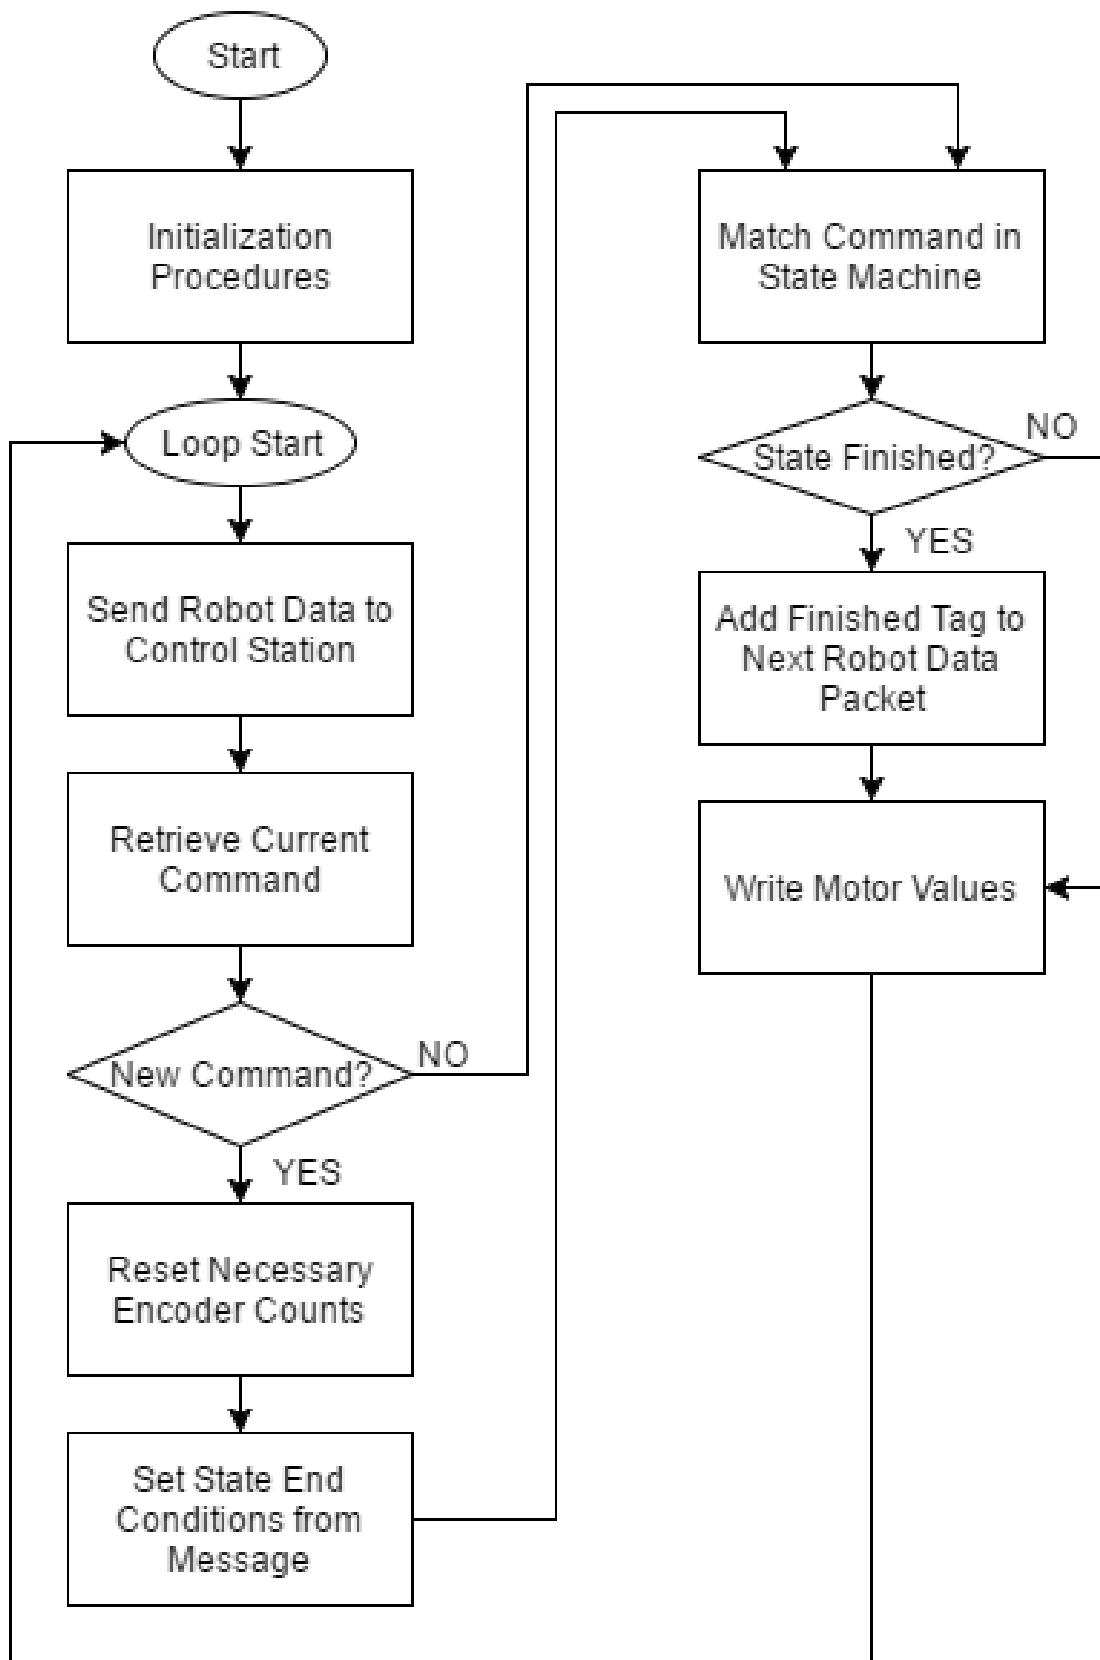 Start
Initialization
Procedures
Loop Start
Send Robot Data to
Control Station
Retrieve Current
Command
New Command?
NO
YES
Reset Necessary
Encoder Counts
Set State End
Conditions from
Message
Match Command in
State Machine
State Finished?
NO
YES
Add Finished Tag to
Next Robot Data
Packet
Write Motor Values